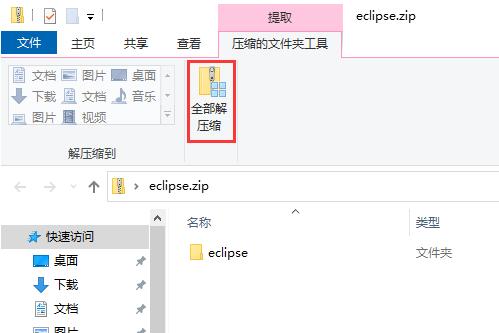 提取
eclipse.zip
文件 主页 共享 查看 压缩的文件夹工具
文档 图片 桌面
下载 文档 音乐
图片 视频
全部解
压缩
解压缩到
eclipse.zip
名称 类型
快速访问
eclipse 文件夹
桌面
下载
文档
图片